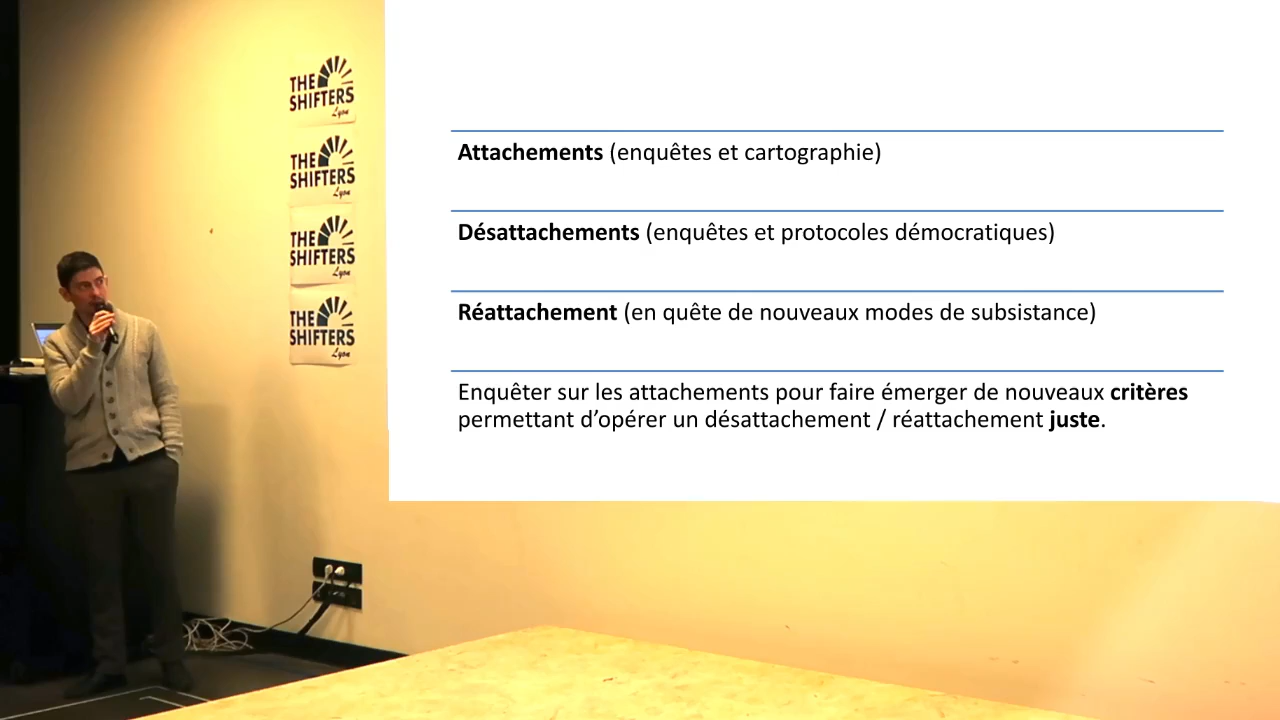 THE
SHIFTERS
Lyon
THE
SHIFTERS
Lyon
THE
SHIFTERS
Lyon
THE
SHIFTERS
Lyon
Attachements (enquêtes et cartographie)
Désattachements (enquêtes et protocoles démocratiques)
Réattachement (en quête de nouveaux modes de subsistance)
Enquêter sur les attachements pour faire émerger de nouveaux critères
permettant d’opérer un désattachement / réattachement juste.